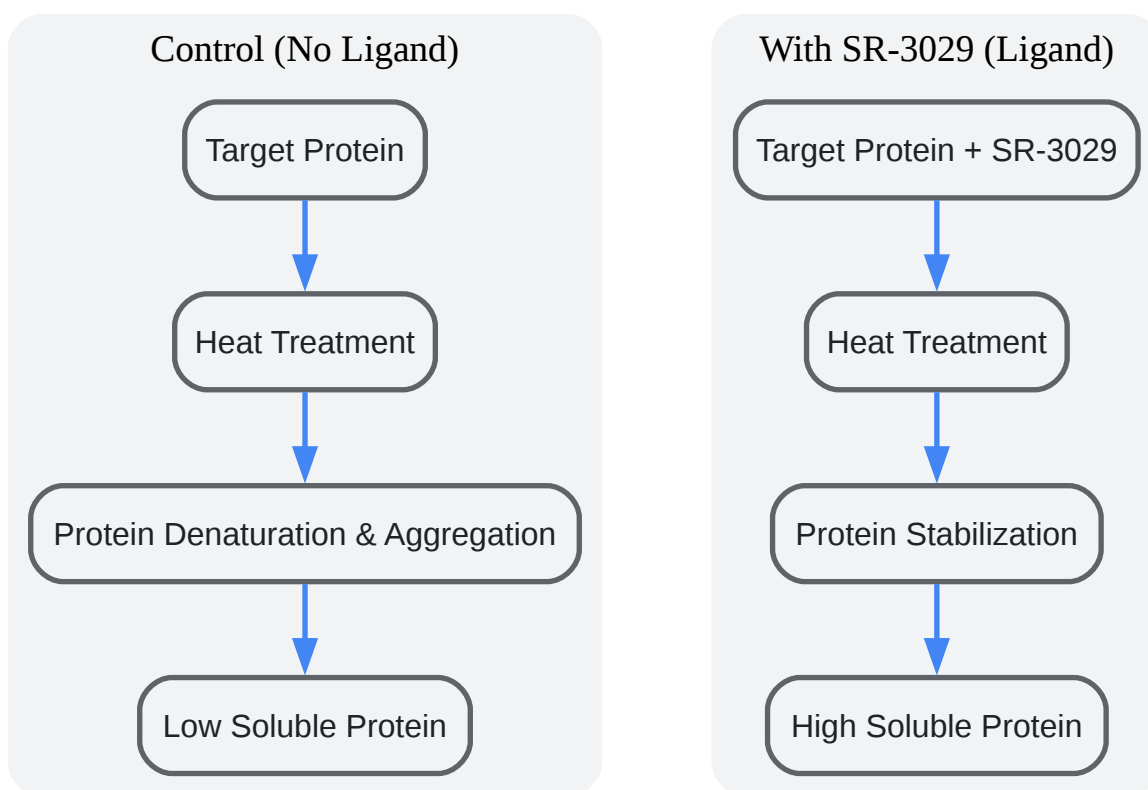 Control (No Ligand)
Target Protein
Heat Treatment
Protein Denaturation & Aggregation
Low Soluble Protein
With SR-3029 (Ligand)
Target Protein + SR-3029
Heat Treatment
Protein Stabilization
High Soluble Protein